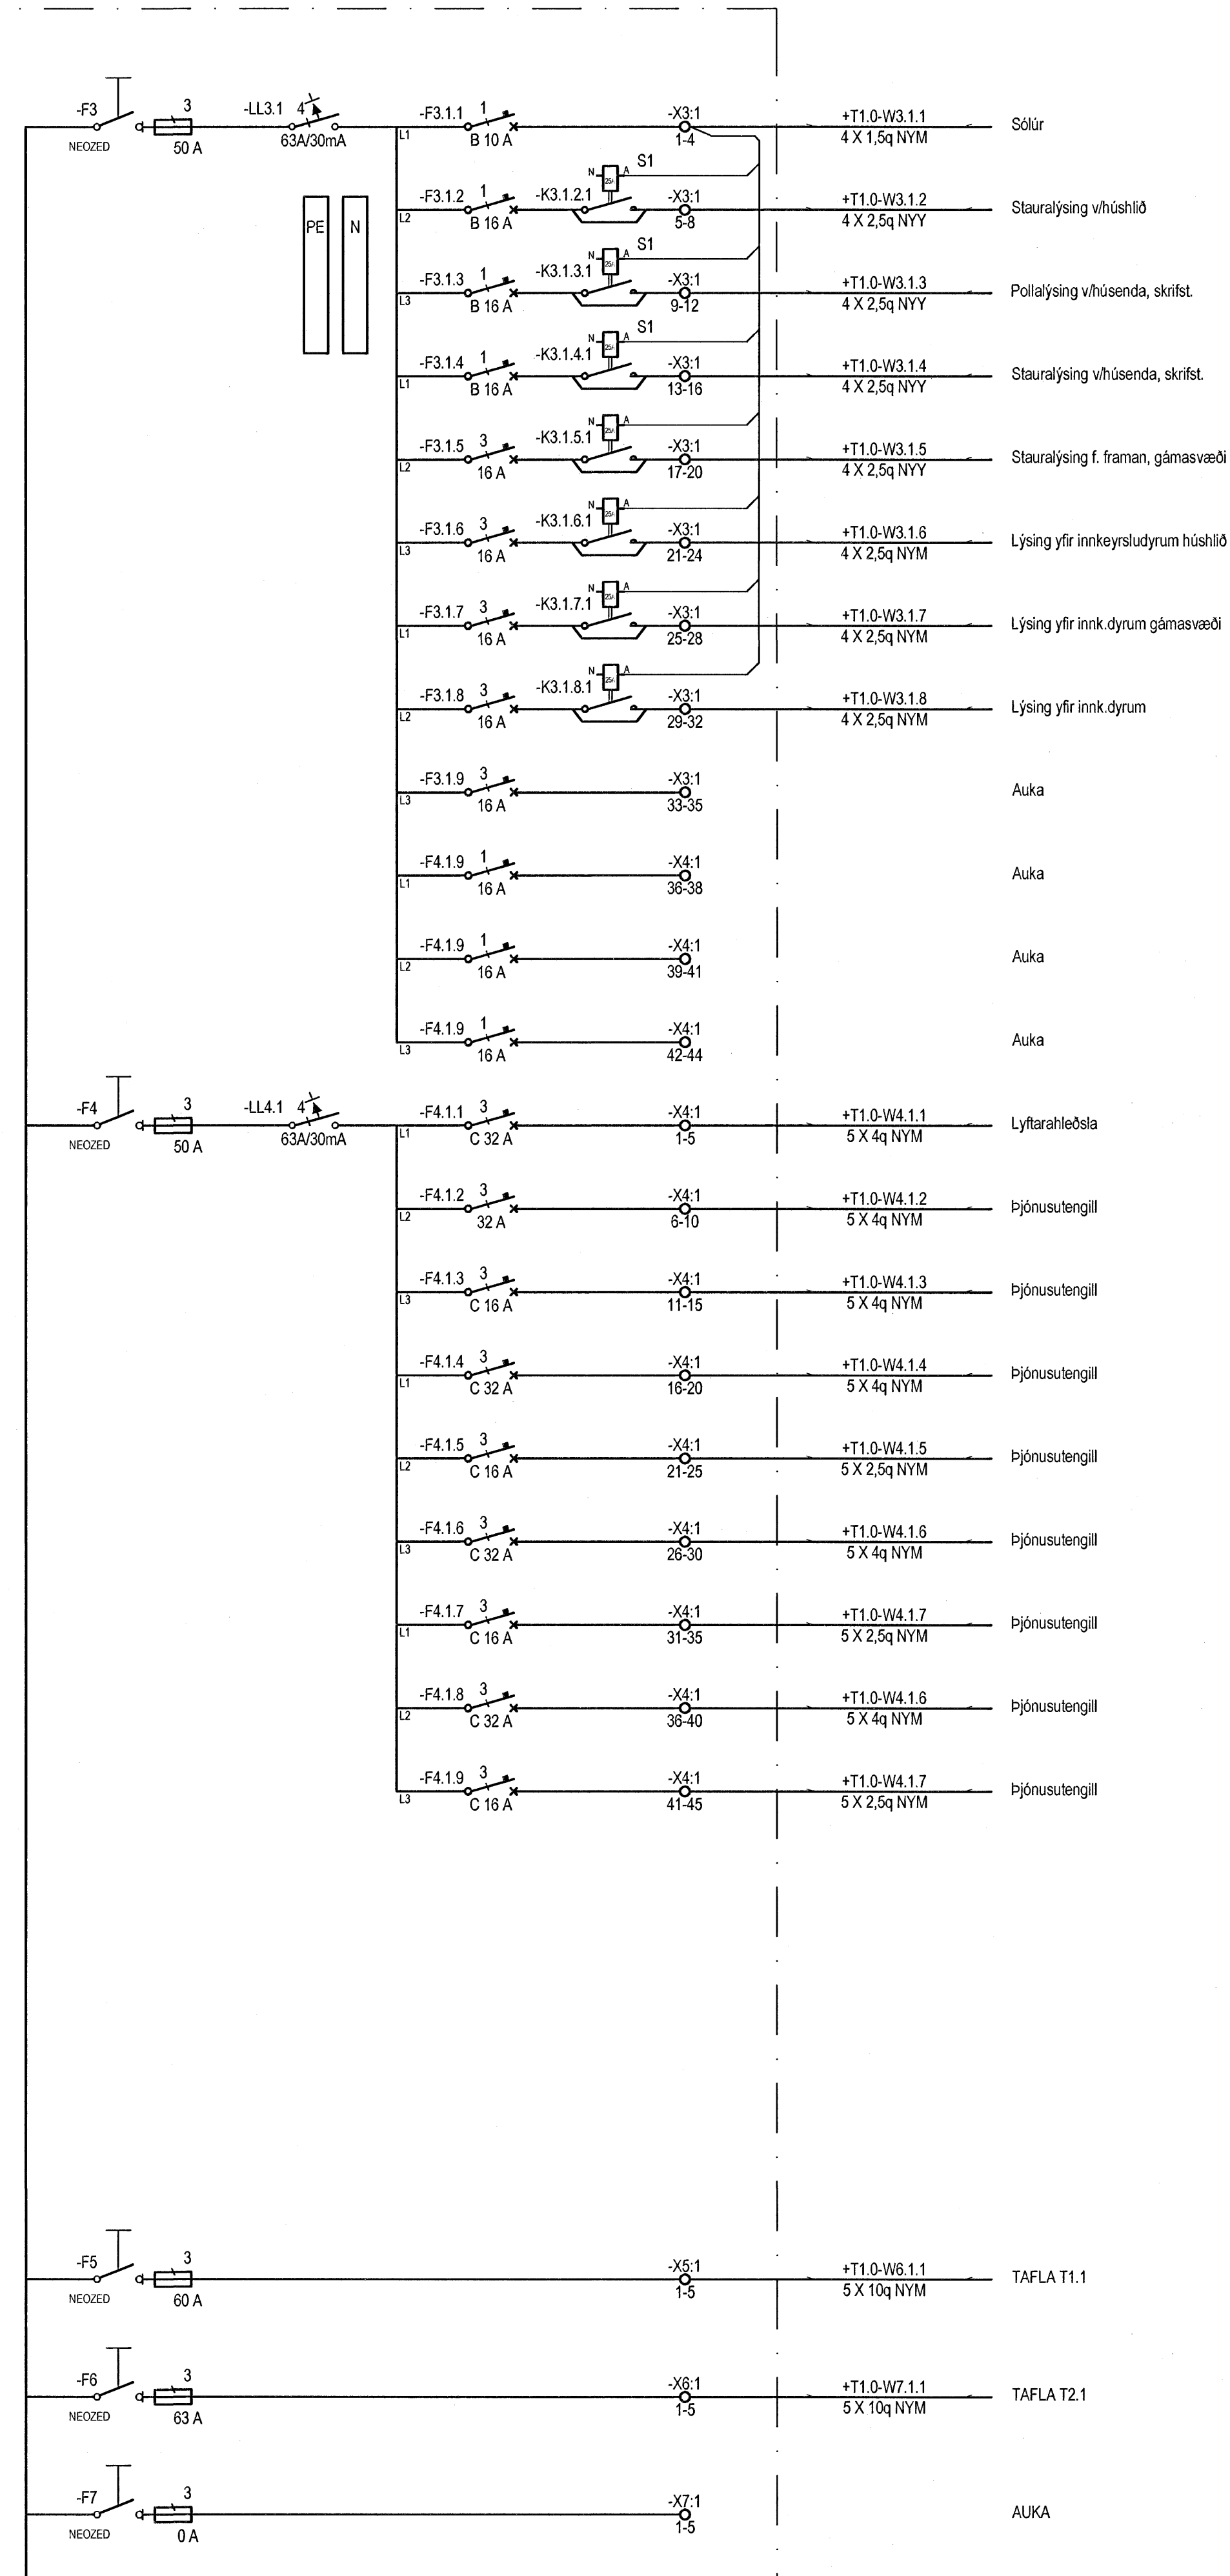 -F3
NEOZED
3
50 A
-LL3.1
4
63A/30mA
PE
N
-F3.1.1
1
L1
B 10 A
-X3:1
1-4
+T1.0-W3.1.1
4 X 1,5q NYM
Sólúr
-F3.1.2
1
L2
B 16 A
-K3.1.2.1
N
25A
A
S1
-X3:1
5-8
+T1.0-W3.1.2
4 X 2,5q NYY
Stauralýsing v/húshlið
-F3.1.3
1
L3
B 16 A
-K3.1.3.1
N
25A
A
S1
-X3:1
9-12
+T1.0-W3.1.3
4 X 2,5q NYY
Pollalýsing v/húsenda, skrifst.
-F3.1.4
1
L1
B 16 A
-K3.1.4.1
N
25A
A
S1
-X3:1
13-16
+T1.0-W3.1.4
4 X 2,5q NYY
Stauralýsing v/húsenda, skrifst.
-F3.1.5
3
L2
16 A
-K3.1.5.1
N
25A
A
-X3:1
17-20
+T1.0-W3.1.5
4 X 2,5q NYY
Stauralýsing f. framan, gámasvæði
-F3.1.6
3
L3
16 A
-K3.1.6.1
N
25A
A
-X3:1
21-24
+T1.0-W3.1.6
4 X 2,5q NYM
Lýsing yfir innkeyrsludyrum húshlið
-F3.1.7
3
L1
16 A
-K3.1.7.1
N
25A
A
-X3:1
25-28
+T1.0-W3.1.7
4 X 2,5q NYM
Lýsing yfir innk.dyrum gámasvæði
-F3.1.8
3
L2
16 A
-K3.1.8.1
N
25A
A
-X3:1
29-32
+T1.0-W3.1.8
4 X 2,5q NYM
Lýsing yfir innk.dyrum
-F3.1.9
3
L3
16 A
-X3:1
33-35
Auka
-F4.1.9
1
L1
16 A
-X4:1
36-38
Auka
-F4.1.9
1
L2
16 A
-X4:1
39-41
Auka
-F4.1.9
1
L3
16 A
-X4:1
42-44
Auka
-F4
NEOZED
3
50 A
-LL4.1
4
63A/30mA
-F4.1.1
3
L1
C 32 A
-X4:1
1-5
+T1.0-W4.1.1
5 X 4q NYM
Lyftarahleðsla
-F4.1.2
3
L2
32 A
-X4:1
6-10
+T1.0-W4.1.2
5 X 4q NYM
Þjónusutengill
-F4.1.3
3
L3
C 16 A
-X4:1
11-15
+T1.0-W4.1.3
5 X 4q NYM
Þjónusutengill
-F4.1.4
3
L1
C 32 A
-X4:1
16-20
+T1.0-W4.1.4
5 X 4q NYM
Þjónusutengill
-F4.1.5
3
L2
C 16 A
-X4:1
21-25
+T1.0-W4.1.5
5 X 2,5q NYM
Þjónusutengill
-F4.1.6
3
L3
C 32 A
-X4:1
26-30
+T1.0-W4.1.6
5 X 4q NYM
Þjónusutengill
-F4.1.7
3
L1
C 16 A
-X4:1
31-35
+T1.0-W4.1.7
5 X 2,5q NYM
Þjónusutengill
-F4.1.8
3
L2
C 32 A
-X4:1
36-40
+T1.0-W4.1.6
5 X 4q NYM
Þjónusutengill
-F4.1.9
3
L3
C 16 A
-X4:1
41-45
+T1.0-W4.1.7
5 X 2,5q NYM
Þjónusutengill
-F5
NEOZED
3
60 A
-X5:1
1-5
+T1.0-W6.1.1
5 X 10q NYM
TAFLA T1.1
-F6
NEOZED
3
63 A
-X6:1
1-5
+T1.0-W7.1.1
5 X 10q NYM
TAFLA T2.1
-F7
NEOZED
3
0 A
-X7:1
1-5
AUKA